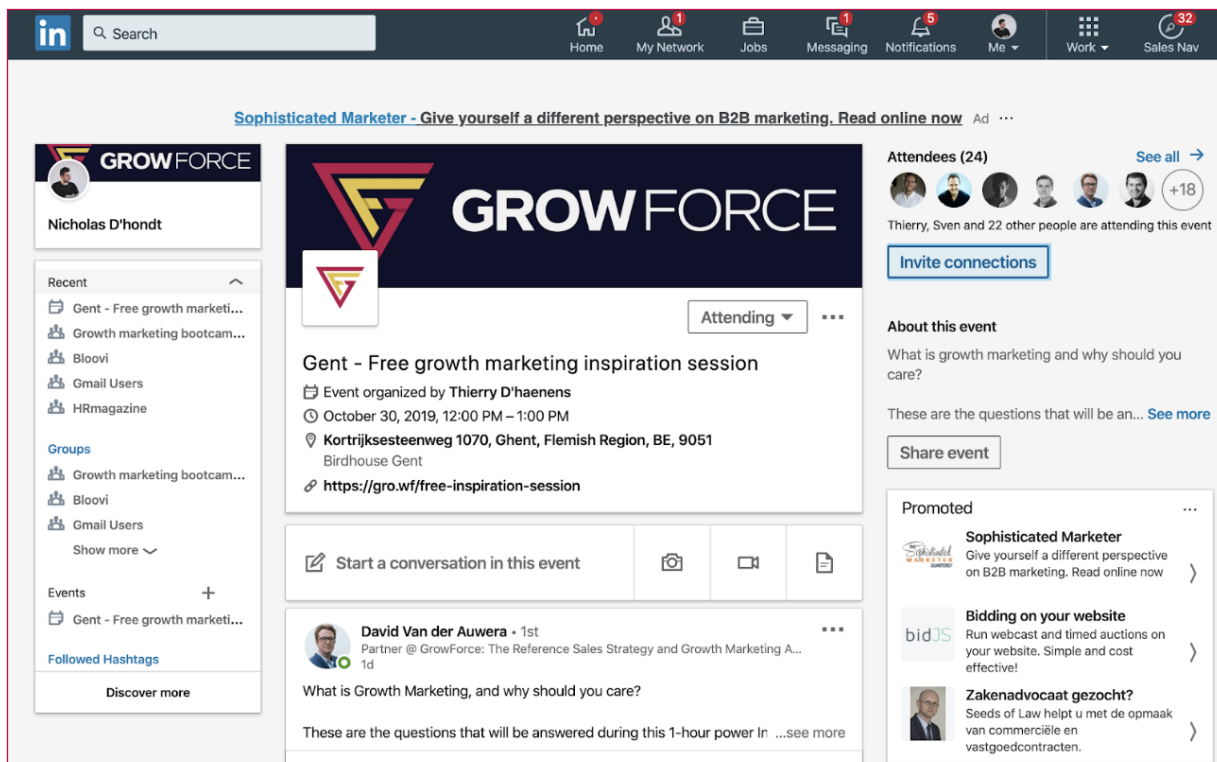 in
Search
Home
1
My Network
Jobs
1
Messaging
5
Notifications
Me
Work
32
Sales Nav
Sophisticated Marketer - Give yourself a different perspective on B2B marketing. Read online now Ad ...
GROWFORCE
Nicholas D'hondt
Recent
Gent - Free growth marketi...
Growth marketing bootcam...
Bloovi
Gmail Users
HRmagazine
Groups
Growth marketing bootcam...
Bloovi
Gmail Users
Show more
Events +
Gent - Free growth marketi...
Followed Hashtags
Discover more
GROWFORCE
Attending
Gent - Free growth marketing inspiration session
Event organized by Thierry D'haenens
October 30, 2019, 12:00 PM – 1:00 PM
Kortrijksesteenweg 1070, Ghent, Flemish Region, BE, 9051
Birdhouse Gent
https://gro.wf/free-inspiration-session
Start a conversation in this event
David Van der Auwera • 1st
Partner @ GrowForce: The Reference Sales Strategy and Growth Marketing A...
1d
What is Growth Marketing, and why should you care?
These are the questions that will be answered during this 1-hour power In ...see more
Attendees (24) See all →
+18
Thierry, Sven and 22 other people are attending this event
Invite connections
About this event
What is growth marketing and why should you
care?
These are the questions that will be an... See more
Share event
Promoted
Sophisticated
MARKETER
QUARTERLY
Sophisticated Marketer
Give yourself a different perspective
on B2B marketing. Read online now
bidJS
Bidding on your website
Run webcast and timed auctions on
your website. Simple and cost
effective!
Zakenadvocaat gezocht?
Seeds of Law helpt u met de opmaak
van commerciële en
vastgoedcontracten.